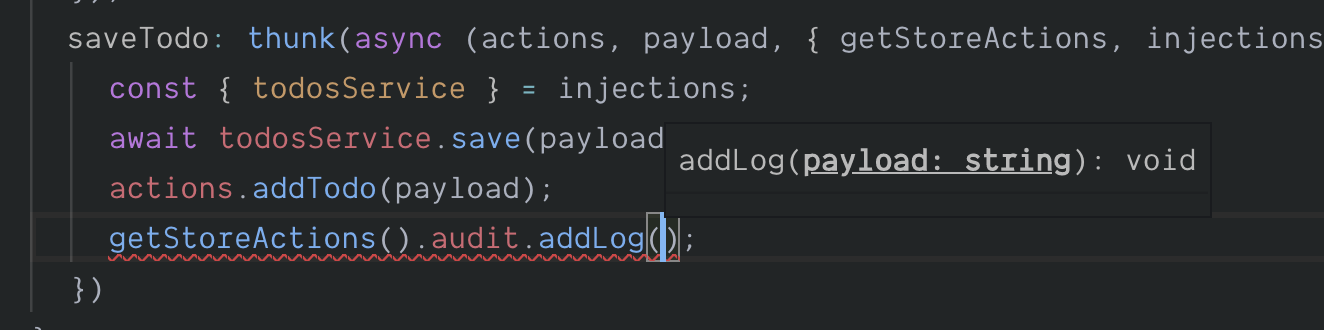 saveTodo: thunk(async (actions, payload, { getStoreActions, injections
const { todosService } = injections;
await todosService.save(payload
addLog(payload: string): void
actions.addTodo(payload);
getStoreActions().audit.addLog();
})